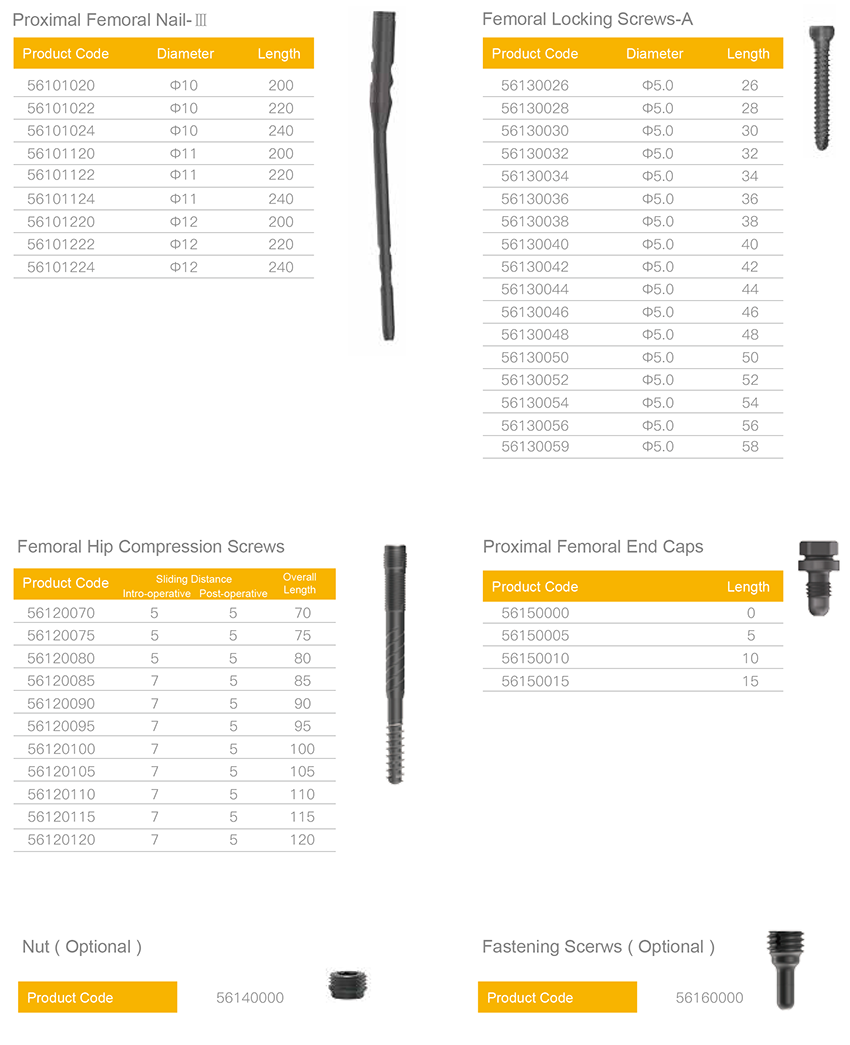 Proximal Femoral Nail-Ⅲ
Product Code Diameter Length
56101020 Φ10 200
56101022 Φ10 220
56101024 Φ10 240
56101120 Φ11 200
56101122 Φ11 220
56101124 Φ11 240
56101220 Φ12 200
56101222 Φ12 220
56101224 Φ12 240
Femoral Locking Screws-A
Product Code Diameter Length
56130026 Φ5.0 26
56130028 Φ5.0 28
56130030 Φ5.0 30
56130032 Φ5.0 32
56130034 Φ5.0 34
56130036 Φ5.0 36
56130038 Φ5.0 38
56130040 Φ5.0 40
56130042 Φ5.0 42
56130044 Φ5.0 44
56130046 Φ5.0 46
56130048 Φ5.0 48
56130050 Φ5.0 50
56130052 Φ5.0 52
56130054 Φ5.0 54
56130056 Φ5.0 56
56130059 Φ5.0 58
Femoral Hip Compression Screws
Product Code Sliding Distance Overall Length
Intro-operative Post-operative
56120070 5 5 70
56120075 5 5 75
56120080 5 5 80
56120085 7 5 85
56120090 7 5 90
56120095 7 5 95
56120100 7 5 100
56120105 7 5 105
56120110 7 5 110
56120115 7 5 115
56120120 7 5 120
Proximal Femoral End Caps
Product Code Length
56150000 0
56150005 5
56150010 10
56150015 15
Nut ( Optional )
Product Code 56140000
Fastening Scerws ( Optional )
Product Code 56160000